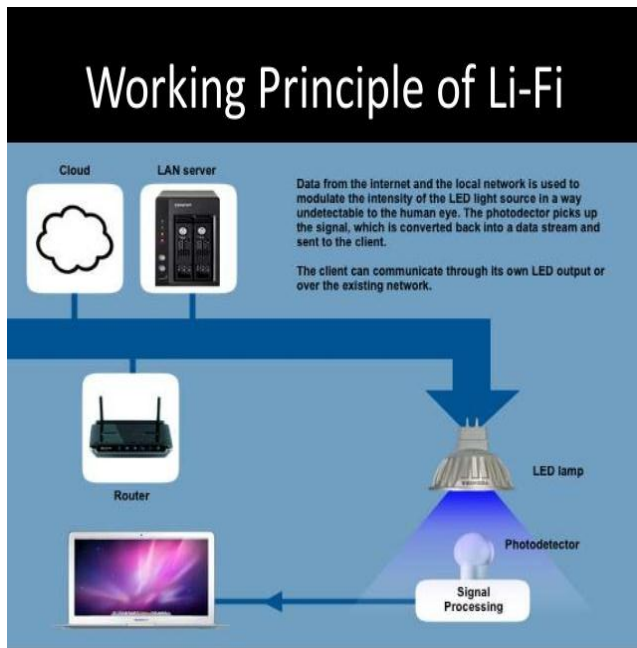 Working Principle of Li-Fi
Cloud
LAN server
Data from the internet and the local network is used to
modulate the intensity of the LED light source in a way
undetectable to the human eye. The photodector picks up
the signal, which is converted back into a data stream and
sent to the client.
The client can communicate through its own LED output or
over the existing network.
Router
LED lamp
Photodetector
Signal
Processing